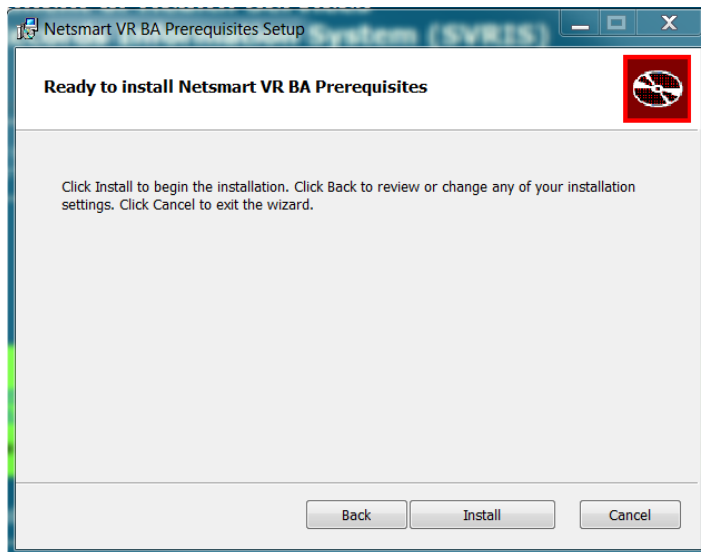 Netsmart VR BA Prerequisites Setup
System (SVRIS)
Ready to install Netsmart VR BA Prerequisites
Click Install to begin the installation. Click Back to review or change any of your installation
settings. Click Cancel to exit the wizard.
Back
Install
Cancel